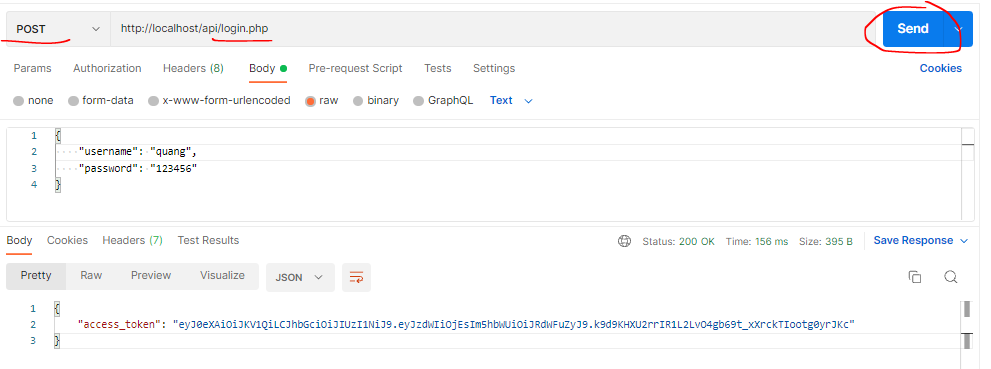 POST http://localhost/api/login.php Send
Params Authorization Headers (8) Body Pre-request Script Tests Settings Cookies
none form-data x-www-form-urlencoded raw binary GraphQL Text
1 {
2 "username": "quang",
3 "password": "123456"
4 }
Body Cookies Headers (7) Test Results Status: 200 OK Time: 156 ms Size: 395 B Save Response
Pretty Raw Preview Visualize JSON
1 {
2 "access_token": "eyJ0eXAiOiJKV1QiLCJhbGciOiJIUzI1NiJ9.eyJzdWIiOjEsIm5hbWUiOiJRdWFuZyJ9.k9d9KHXU2rrIR1L2LvO4gb69t_xXrckTIootg0yrJKc"
3 }